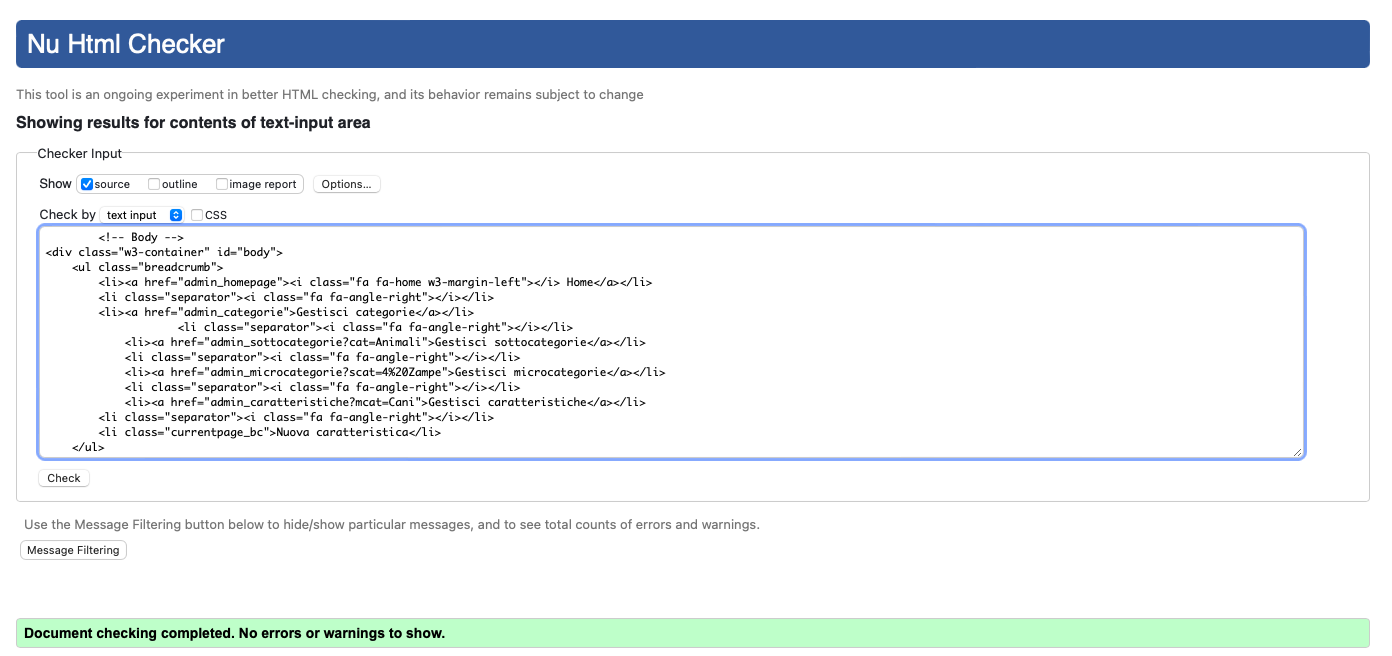 Nu Html Checker
This tool is an ongoing experiment in better HTML checking, and its behavior remains subject to change
Showing results for contents of text-input area
Checker Input
Show source outline image report Options...
Check by text input CSS
<!-- Body -->
<div class="w3-container" id="body">
<ul class="breadcrumb">
<li><a href="admin_homepage"><i class="fa fa-home w3-margin-left"></i> Home</a></li>
<li class="separator"><i class="fa fa-angle-right"></i></li>
<li><a href="admin_categorie">Gestisci categorie</a></li>
<li class="separator"><i class="fa fa-angle-right"></i></li>
<li><a href="admin_sottocategorie?cat=Animali">Gestisci sottocategorie</a></li>
<li class="separator"><i class="fa fa-angle-right"></i></li>
<li><a href="admin_microcategorie?scat=4%20Zampe">Gestisci microcategorie</a></li>
<li class="separator"><i class="fa fa-angle-right"></i></li>
<li><a href="admin_caratteristiche?mcat=Cani">Gestisci caratteristiche</a></li>
<li class="separator"><i class="fa fa-angle-right"></i></li>
<li class="currentpage_bc">Nuova caratteristica</li>
</ul>
Check
Use the Message Filtering button below to hide/show particular messages, and to see total counts of errors and warnings.
Message Filtering
Document checking completed. No errors or warnings to show.